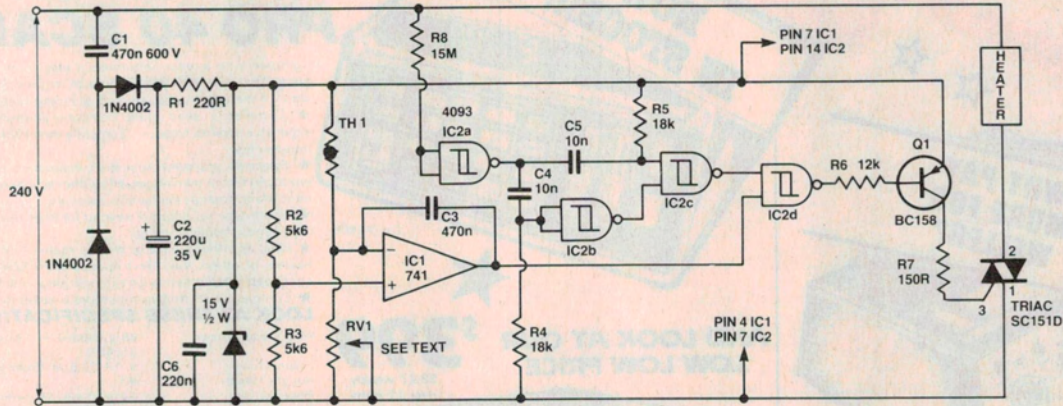 C1
470n 600 V
1N4002
R1 220R
240 V
1N4002
C2
220u
35 V
+
15 V
½ W
C6
220n
R2
5k6
R3
5k6
TH 1
RV1
SEE TEXT
R8
15M
4093
IC2a
C3
470n
−
IC1
741
+
C4
10n
C5
10n
IC2b
R4
18k
R5
18k
IC2c
IC2d
PIN 7 IC1
PIN 14 IC2
PIN 4 IC1
PIN 7 IC2
R6 12k
Q1
BC158
R7
150R
HEATER
2
1
3
TRIAC
SC151D